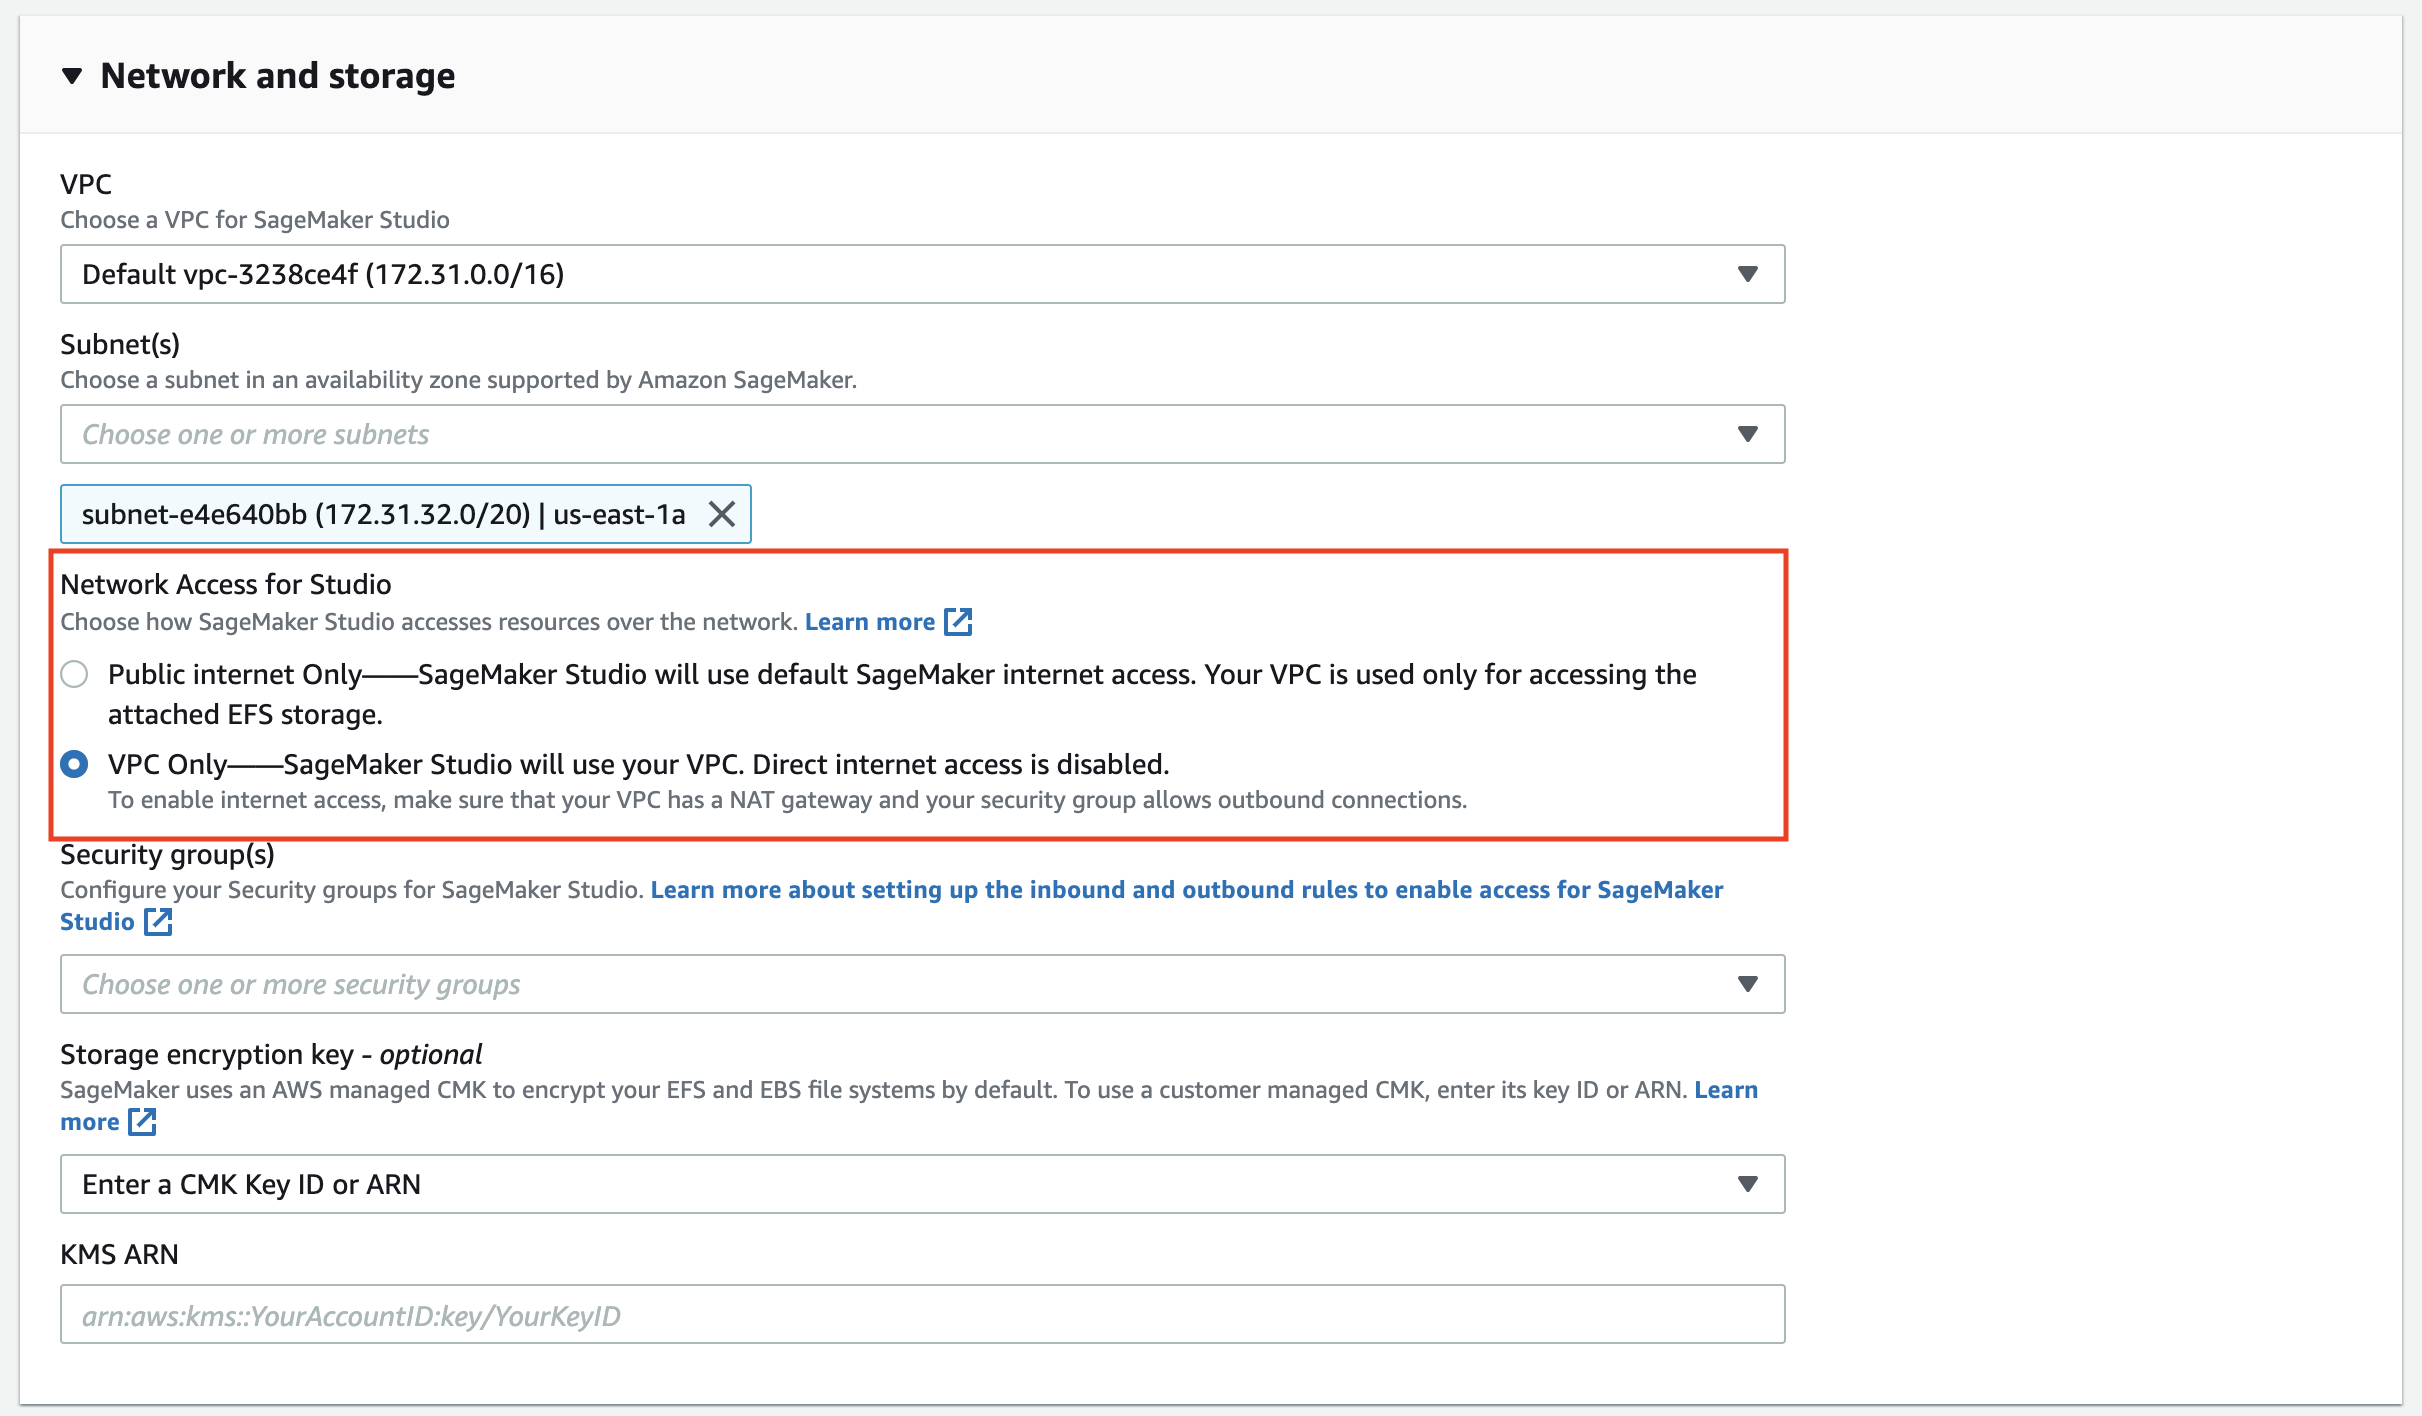 Network and storage
VPC
Choose a VPC for SageMaker Studio
Default vpc-3238ce4f (172.31.0.0/16)
Subnet(s)
Choose a subnet in an availability zone supported by Amazon SageMaker.
Choose one or more subnets
subnet-e4e640bb (172.31.32.0/20) | us-east-1a
Network Access for Studio
Choose how SageMaker Studio accesses resources over the network. Learn more
Public internet Only——SageMaker Studio will use default SageMaker internet access. Your VPC is used only for accessing the
attached EFS storage.
VPC Only——SageMaker Studio will use your VPC. Direct internet access is disabled.
To enable internet access, make sure that your VPC has a NAT gateway and your security group allows outbound connections.
Security group(s)
Configure your Security groups for SageMaker Studio. Learn more about setting up the inbound and outbound rules to enable access for SageMaker
Studio
Choose one or more security groups
Storage encryption key - optional
SageMaker uses an AWS managed CMK to encrypt your EFS and EBS file systems by default. To use a customer managed CMK, enter its key ID or ARN. Learn
more
Enter a CMK Key ID or ARN
KMS ARN
arn:aws:kms::YourAccountID:key/YourKeyID